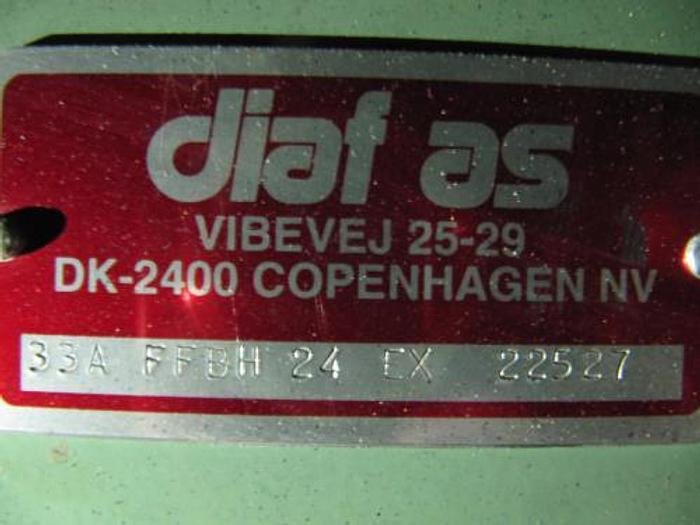 diaf as
VIBEVEJ 25-29
DK-2400 COPENHAGEN NV
33A FFBH 24 EX 22527